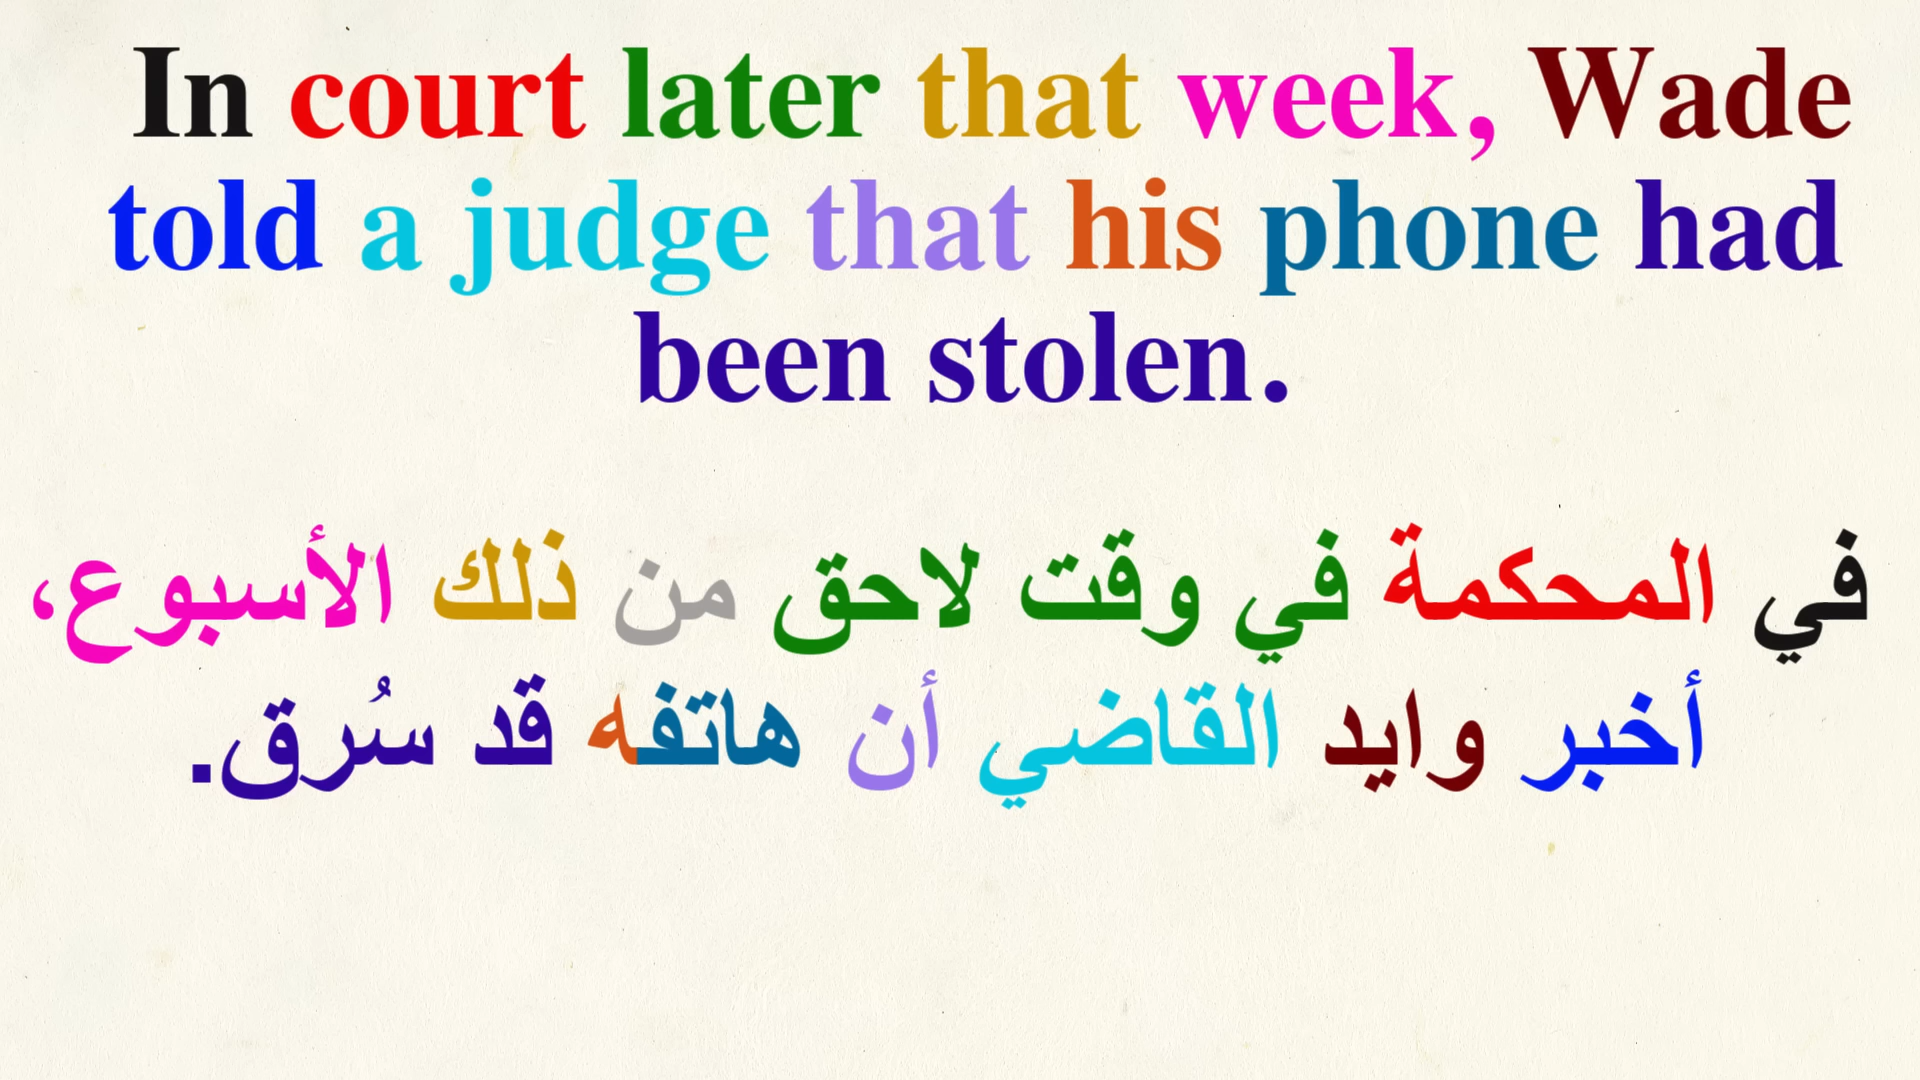 In court later that week, Wade
told a judge that his phone had
been stolen.
في المحكمة في وقت لاحق من ذلك الأسبوع،
أخبر وايد القاضي أن هاتفه قد سُرق.